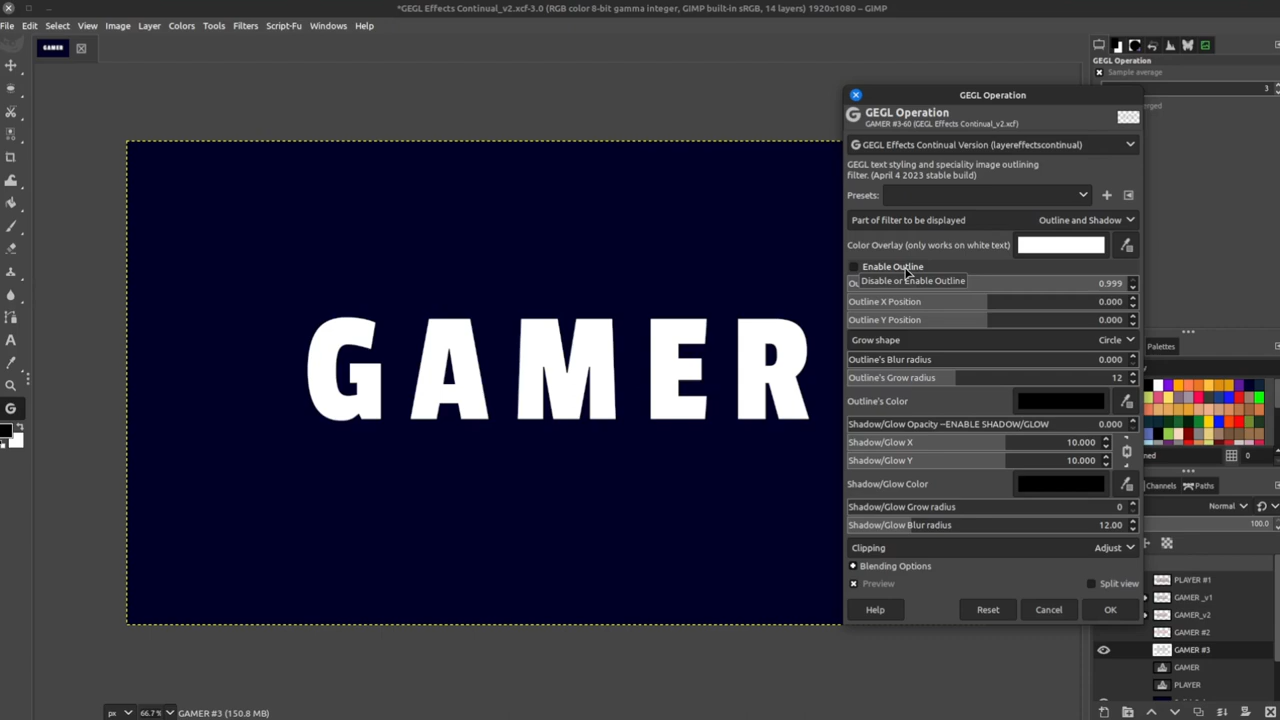 *GEGL Effects Continual_v2.xcf-3.0 (RGB color 8-bit gamma integer, GIMP built-in sRGB, 14 layers) 1920x1080 – GIMP
File Edit Select View Image Layer Colors Tools Filters Script-Fu Windows Help
GAMER
GEGL Operation
Sample average
3
erged
GEGL Operation
GEGL Operation
GAMER #3-60 (GEGL Effects Continual_v2.xcf)
GEGL Effects Continual Version (layereffectscontinual)
GEGL text styling and speciality image outlining
filter. (April 4 2023 stable build)
Presets:
Part of filter to be displayed Outline and Shadow
Color Overlay (only works on white text)
Enable Outline
Disable or Enable Outline
Ou 0.999
Outline X Position 0.000
Outline Y Position 0.000
Grow shape Circle
Outline's Blur radius 0.000
Outline's Grow radius 12
Outline's Color
Shadow/Glow Opacity --ENABLE SHADOW/GLOW 0.000
Shadow/Glow X 10.000
Shadow/Glow Y 10.000
Shadow/Glow Color
Shadow/Glow Grow radius 0
Shadow/Glow Blur radius 12.00
Clipping Adjust
Blending Options
Preview Split view
Help Reset Cancel OK
GAMER
Palettes
ned 0
Channels Paths
Normal
100.0
PLAYER #1
GAMER _v1
GAMER_v2
GAMER #2
GAMER #3
GAMER
PLAYER
px 66.7% GAMER #3 (150.8 MB)